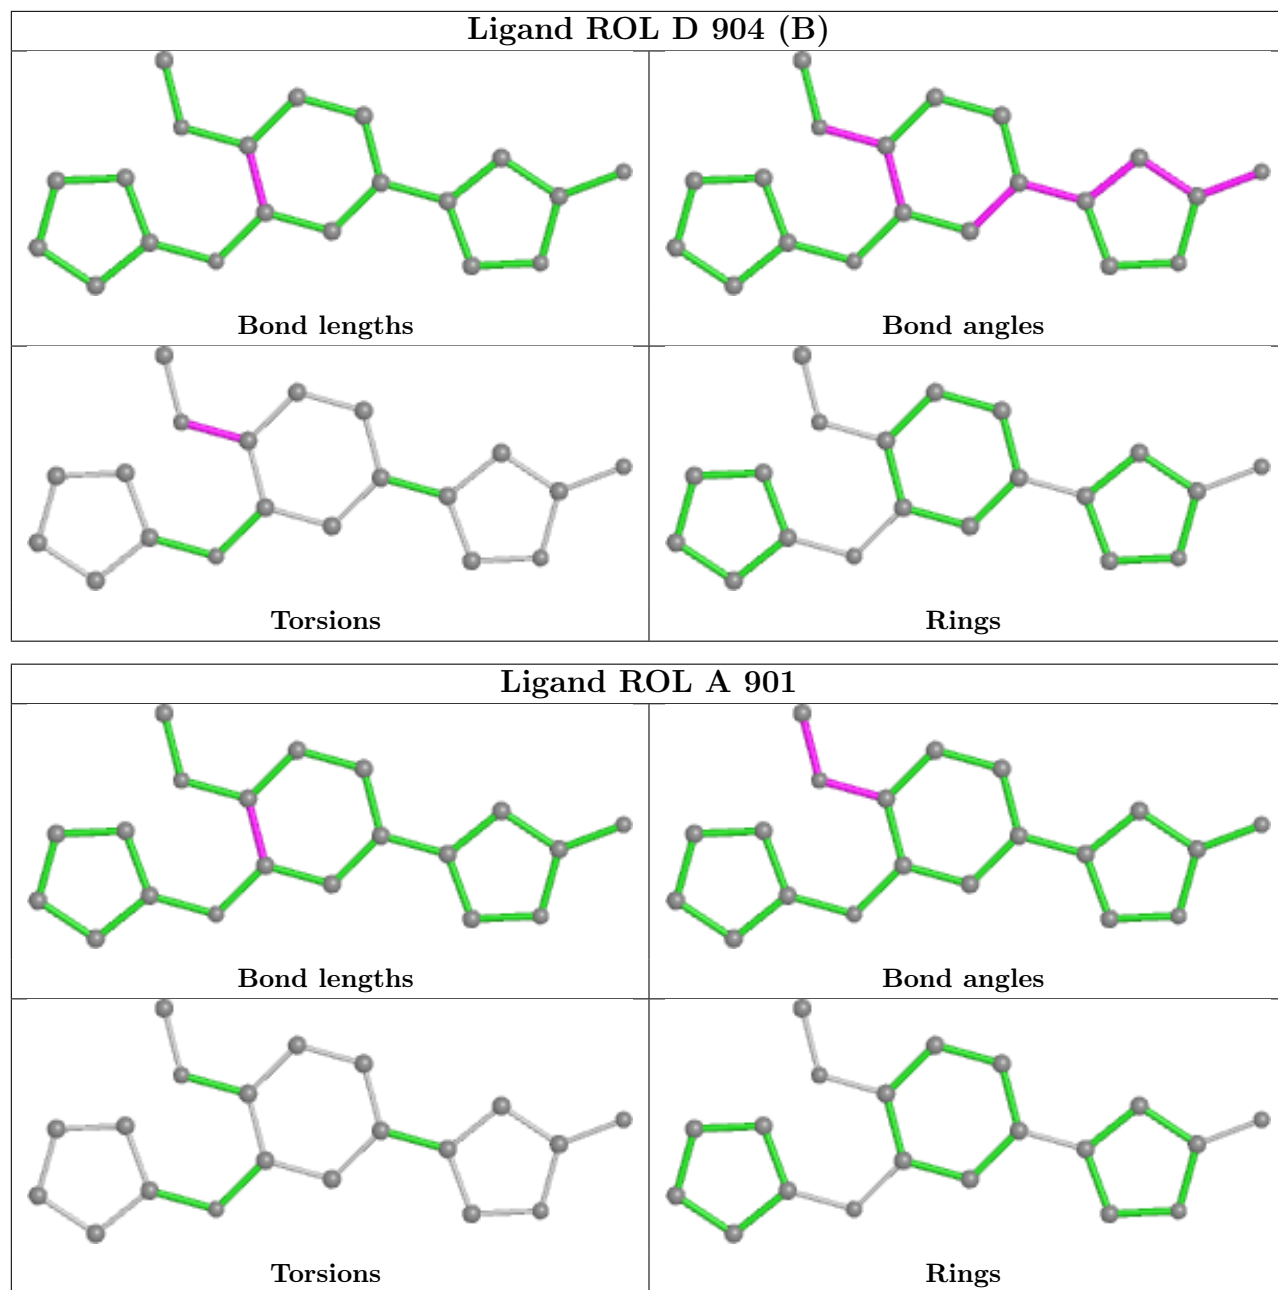 Ligand ROL D 904 (B)
Bond lengths
Bond angles
Torsions
Rings
Ligand ROL A 901
Bond lengths
Bond angles
Torsions
Rings